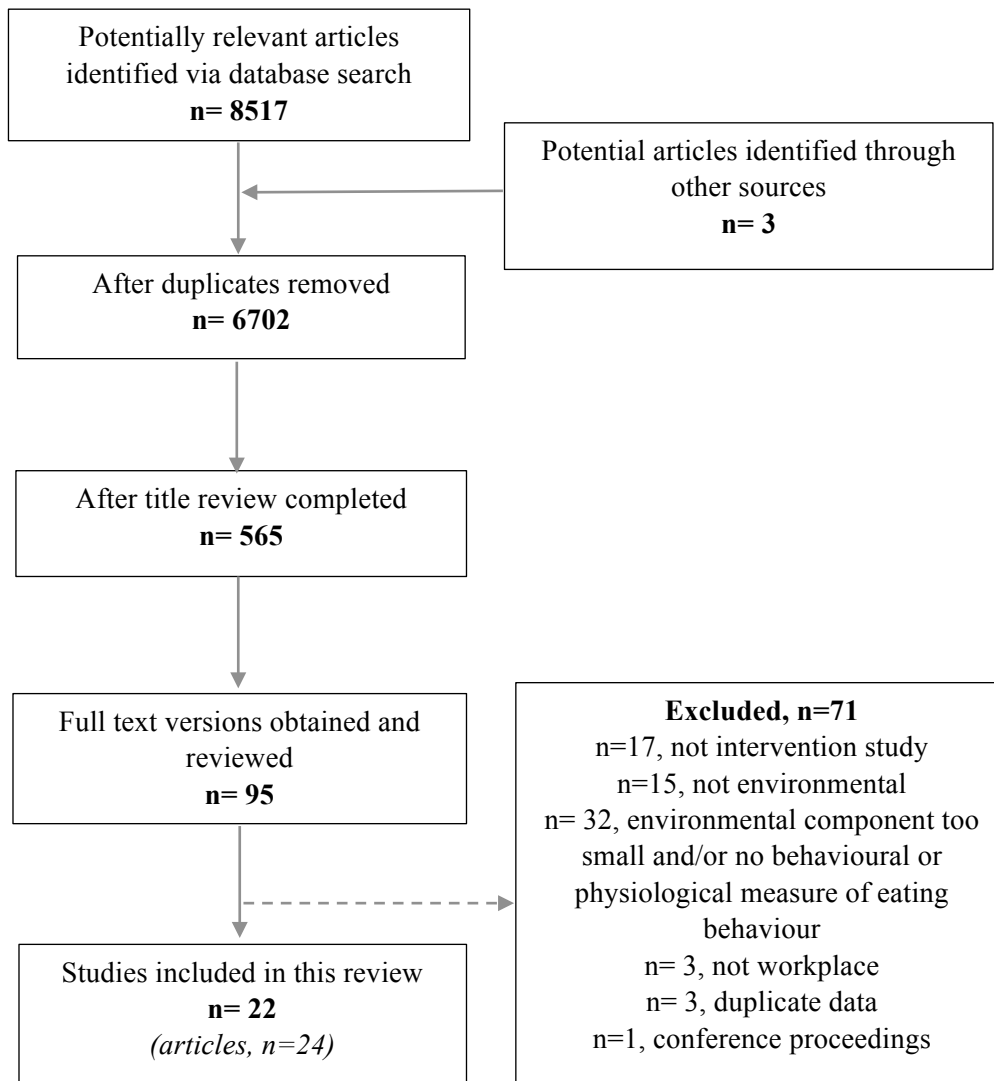 Potentially relevant articles
identified via database search
n= 8517
Potential articles identified through
other sources
n= 3
After duplicates removed
n= 6702
After title review completed
n= 565
Full text versions obtained and
reviewed
n= 95
Excluded, n=71
n=17, not intervention study
n=15, not environmental
n= 32, environmental component too
small and/or no behavioural or
physiological measure of eating
behaviour
n= 3, not workplace
n= 3, duplicate data
n=1, conference proceedings
Studies included in this review
n= 22
(articles, n=24)